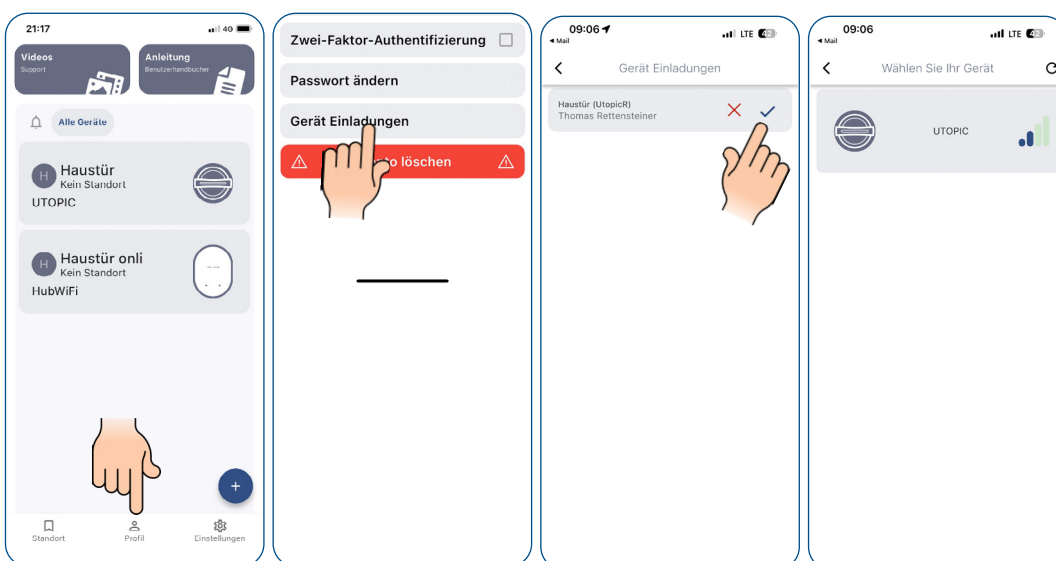 21:17
4G
Videos
Support
Anleitung
Benutzerhandbücher
Alle Geräte
H Haustür
Kein Standort
UTOPIC
H Haustür onli
Kein Standort
HubWiFi
+
Standort Profil Einstellungen
Zwei-Faktor-Authentifizierung
Passwort ändern
Gerät Einladungen
löschen
09:06
LTE 42
Mail
Gerät Einladungen
Haustür (UtopicR)
Thomas Rettensteiner
09:06
LTE 42
Mail
Wählen Sie Ihr Gerät
UTOPIC